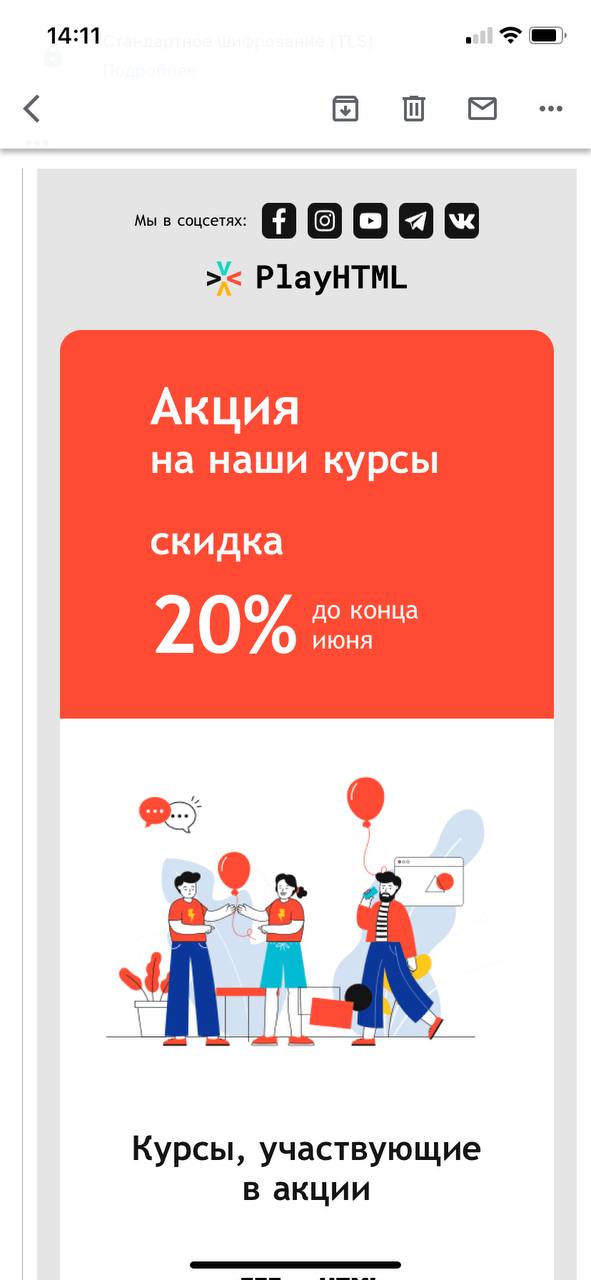 14:11
Стандартное шифрование (TLS)
Подробнее
Мы в соцсетях:
PlayHTML
Акция
на наши курсы
скидка
20% до конца
июня
Курсы, участвующие
в акции